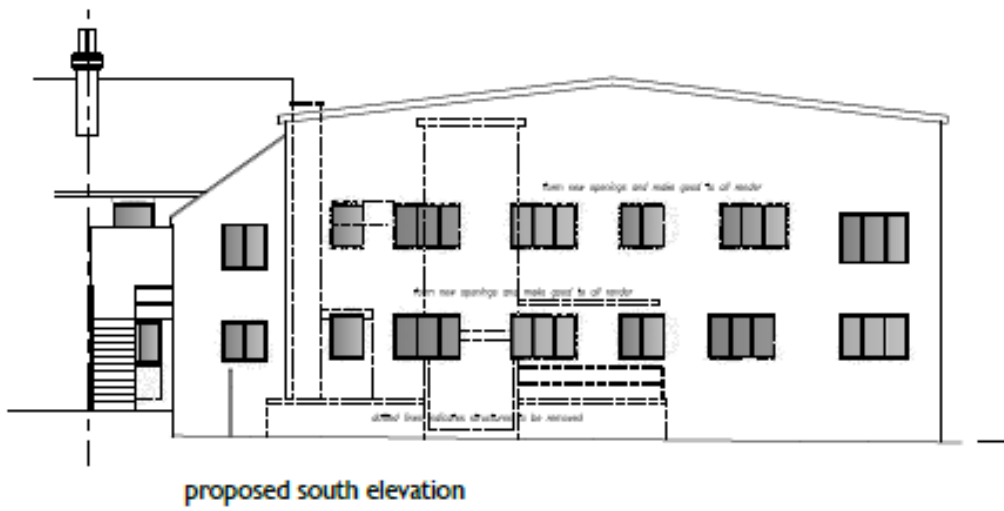 form new openings and make good to all render
form new openings and make good to all render
dotted lines indicates structures to be removed
proposed south elevation